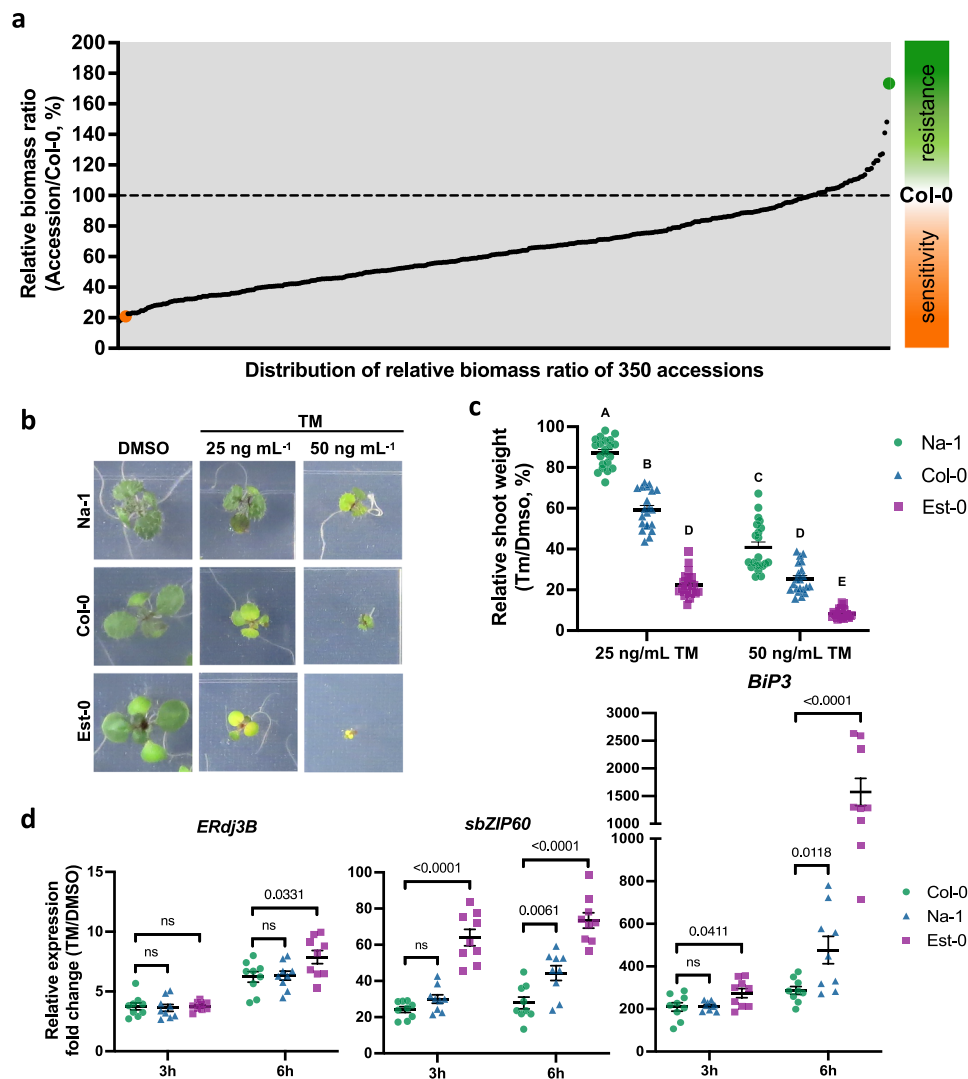 a
200
180
160
140
120
100
80
60
40
20
0
Relative biomass ratio
(Accession/Col-0, %)
Distribution of relative biomass ratio of 350 accessions
resistance
Col-0
sensitivity
b
TM
DMSO
25 ng mL-1
50 ng mL-1
Na-1
Col-0
Est-0
c
Relative shoot weight
(Tm/Dmso, %)
100
80
60
40
20
0
A
B
D
C
D
E
25 ng/mL TM
50 ng/mL TM
Na-1
Col-0
Est-0
d
Relative expression
fold change (TM/DMSO)
ERdj3B
15
10
5
0
ns
ns
ns
0.0331
3h
6h
sbZIP60
100
80
60
40
20
0
<0.0001
ns
<0.0001
0.0061
3h
6h
BiP3
3000
2500
2000
1500
1000
800
600
400
200
0
<0.0001
0.0118
0.0411
ns
3h
6h
Col-0
Na-1
Est-0